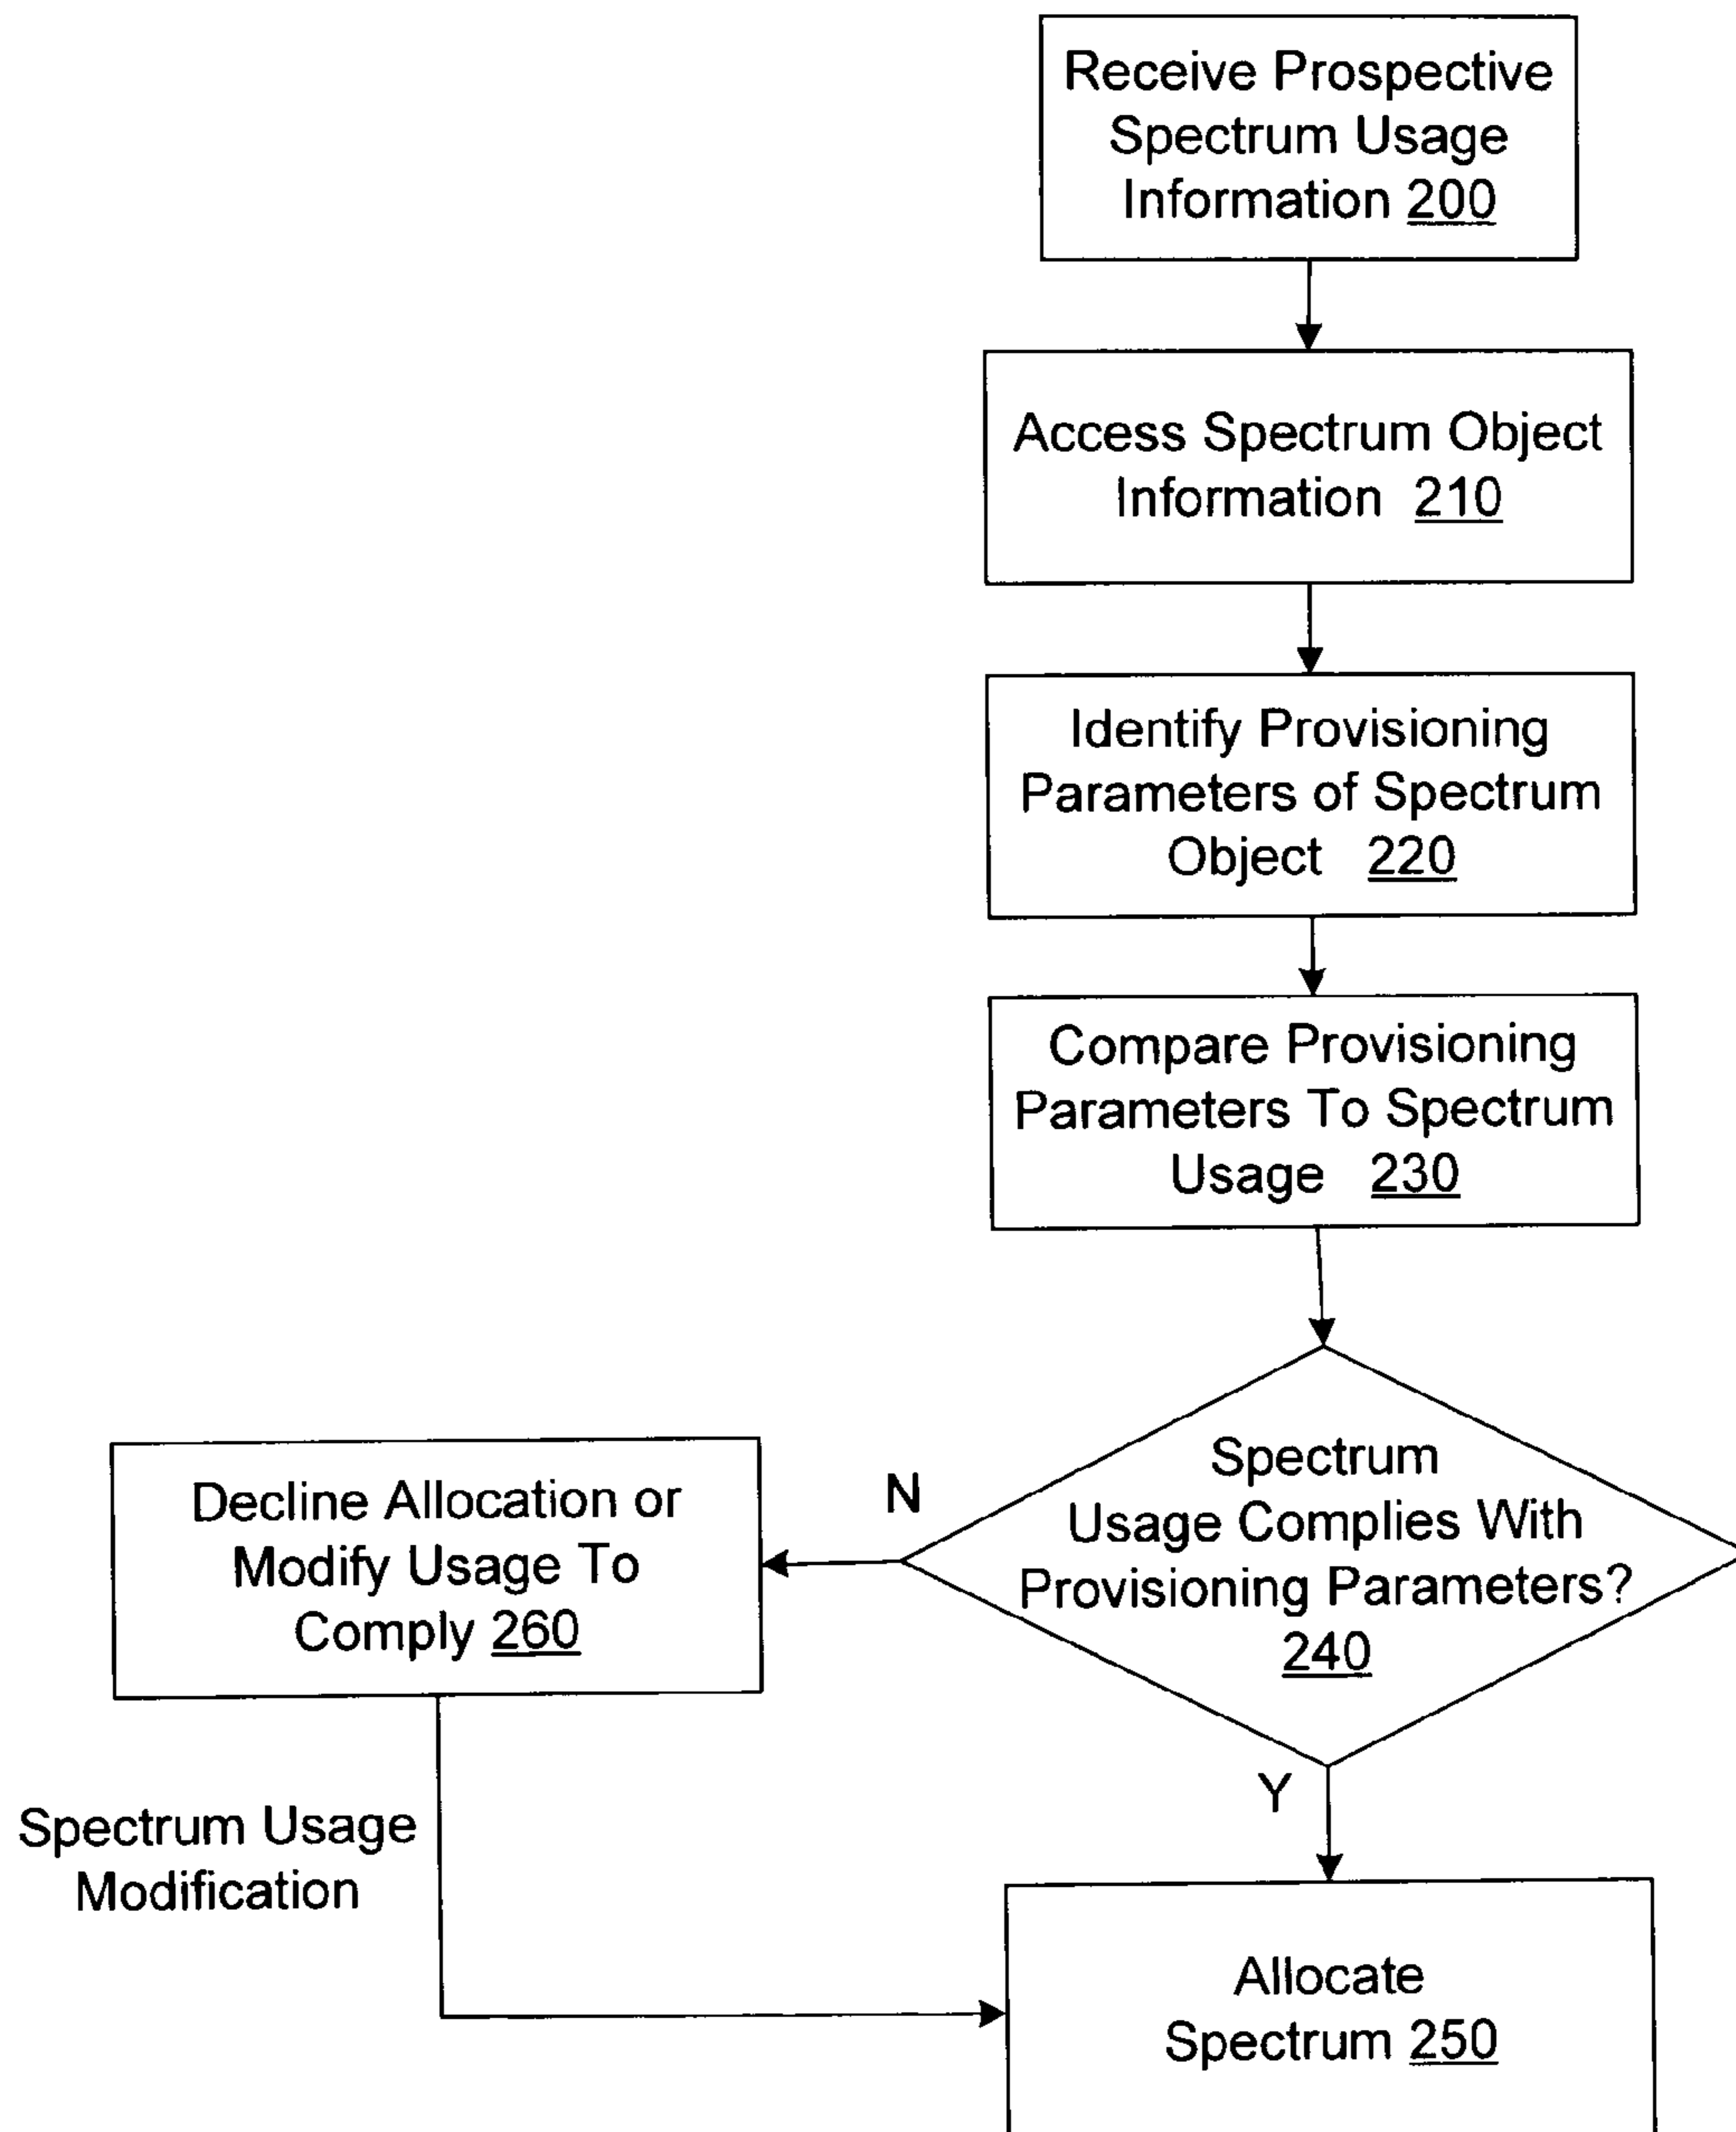 Receive Prospective
Spectrum Usage
Information 200
Access Spectrum Object
Information 210
Identify Provisioning
Parameters of Spectrum
Object 220
Compare Provisioning
Parameters To Spectrum
Usage 230
Spectrum
Usage Complies With
Provisioning Parameters?
240
N
Decline Allocation or
Modify Usage To
Comply 260
Y
Spectrum Usage
Modification
Allocate
Spectrum 250